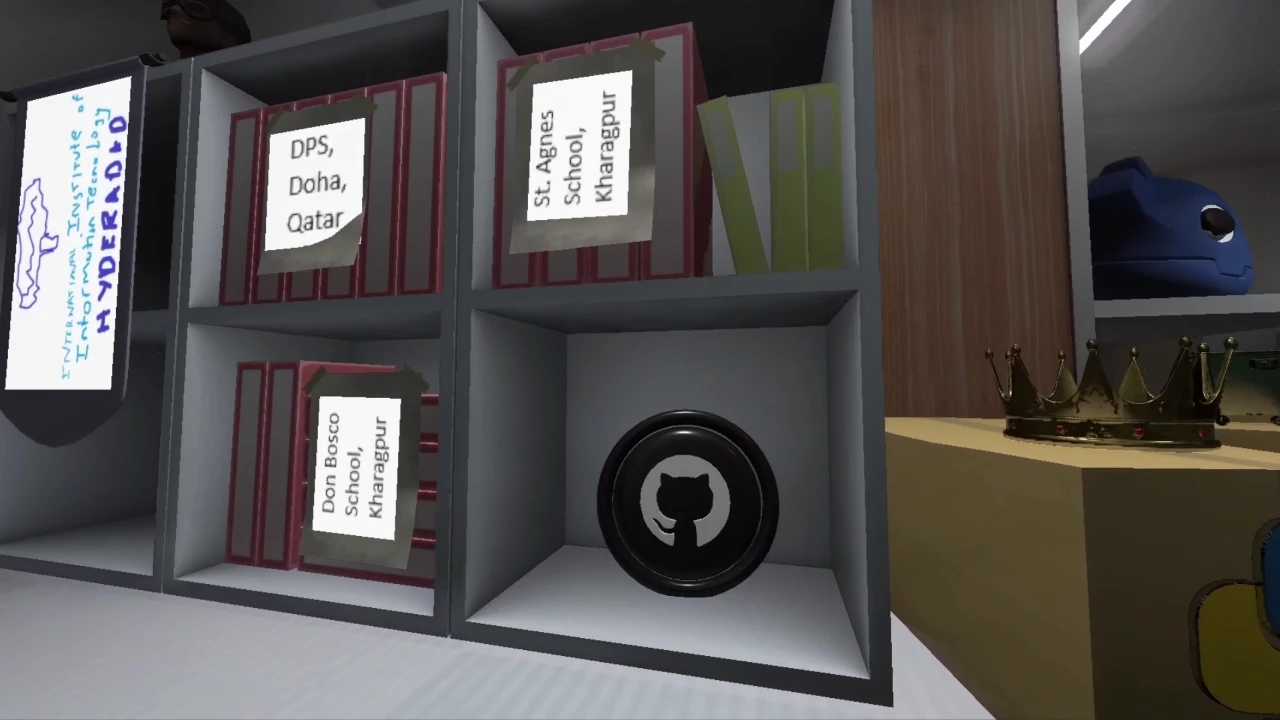 INTERNATIONAL INSTITUTE of
Information Technology
HYDERABAD
DPS,
Doha,
Qatar
St. Agnes
School,
Kharagpur
Don Bosco
School,
Kharagpur